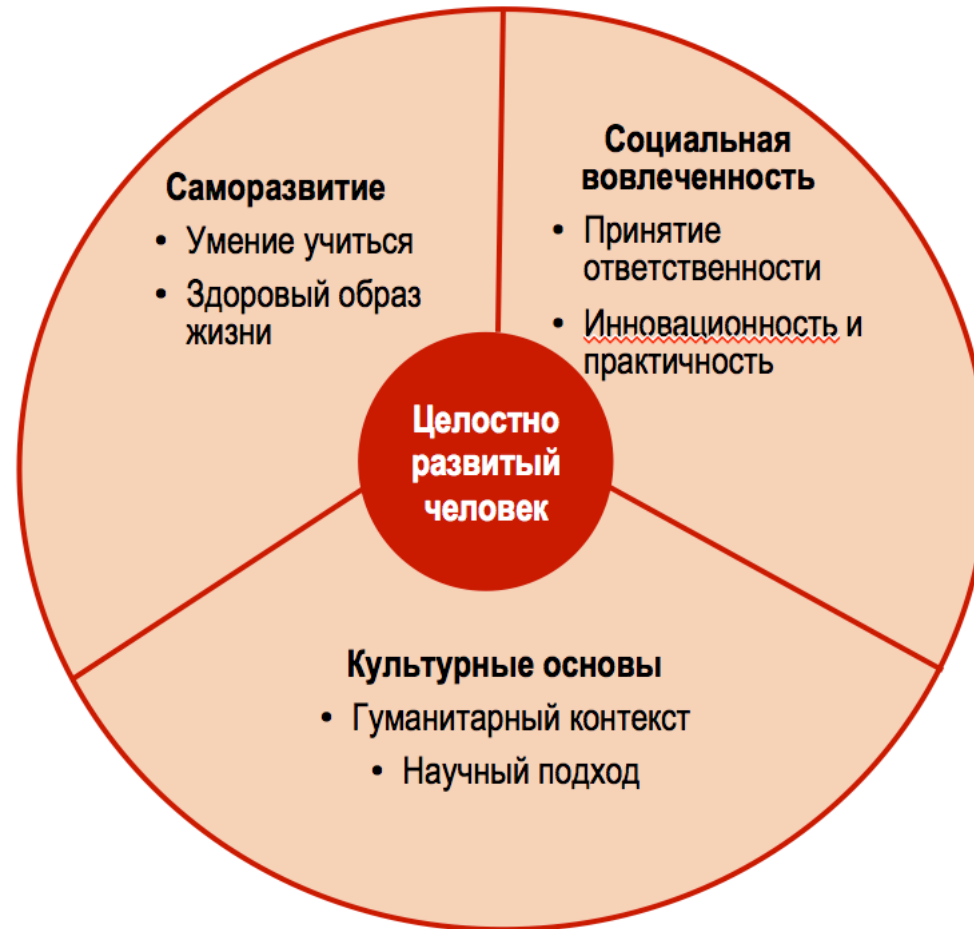 Саморазвитие
• Умение учиться
• Здоровый образ
жизни
Социальная
вовлеченность
• Принятие
ответственности
• Инновационность и
практичность
Целостно
развитый
человек
Культурные основы
• Гуманитарный контекст
• Научный подход